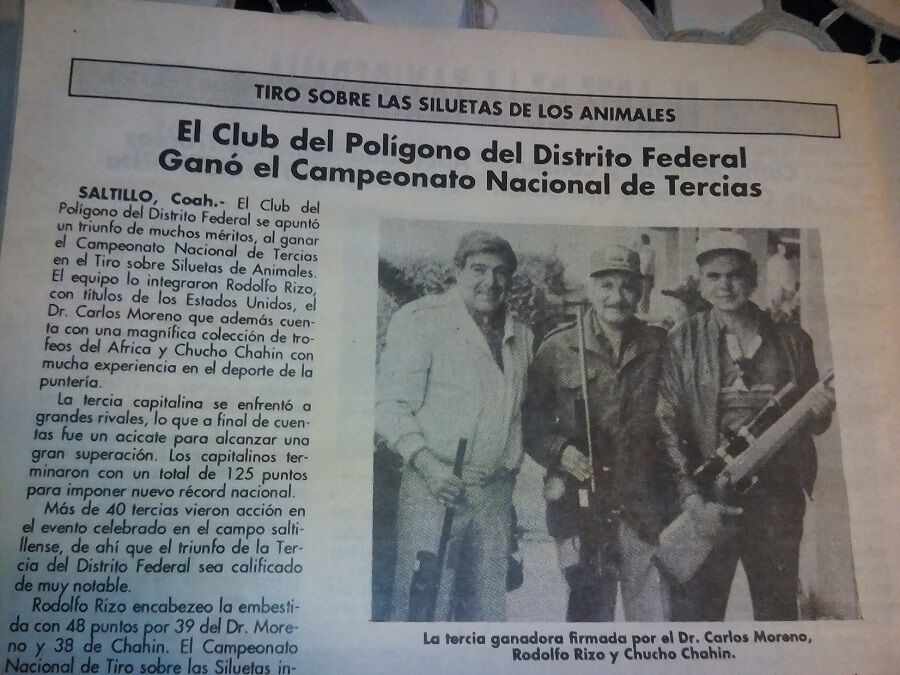 TIRO SOBRE LAS SILUETAS DE LOS ANIMALES
El Club del Polígono del Distrito Federal
Ganó el Campeonato Nacional de Tercias
SALTILLO, Coah.- El Club del
Polígono del Distrito Federal se apuntó
un triunfo de muchos méritos, al ganar
el Campeonato Nacional de Tercias
en el Tiro sobre Siluetas de Animales.
El equipo lo integraron Rodolfo Rizo,
con títulos de los Estados Unidos, el
Dr. Carlos Moreno que además cuen-
ta con una magnífica colección de tro-
feos del Africa y Chucho Chahin con
mucha experiencia en el deporte de la
puntería.
La tercia capitalina se enfrentó a
grandes rivales, lo que a final de cuen-
tas fue un acicate para alcanzar una
gran superación. Los capitalinos ter-
minaron con un total de 125 puntos
para imponer nuevo récord nacional.
Más de 40 tercias vieron acción en
el evento celebrado en el campo salti-
llense, de ahí que el triunfo de la Ter-
cia del Distrito Federal sea calificado
de muy notable.
Rodolfo Rizo encabezeo la embesti-
da con 48 puntos por 39 del Dr. More-
no y 38 de Chahin. El Campeonato
Nacional de Tiro sobre las Siluetas in-
La tercia ganadora firmada por el Dr. Carlos Moreno,
Rodolfo Rizo y Chucho Chahin.